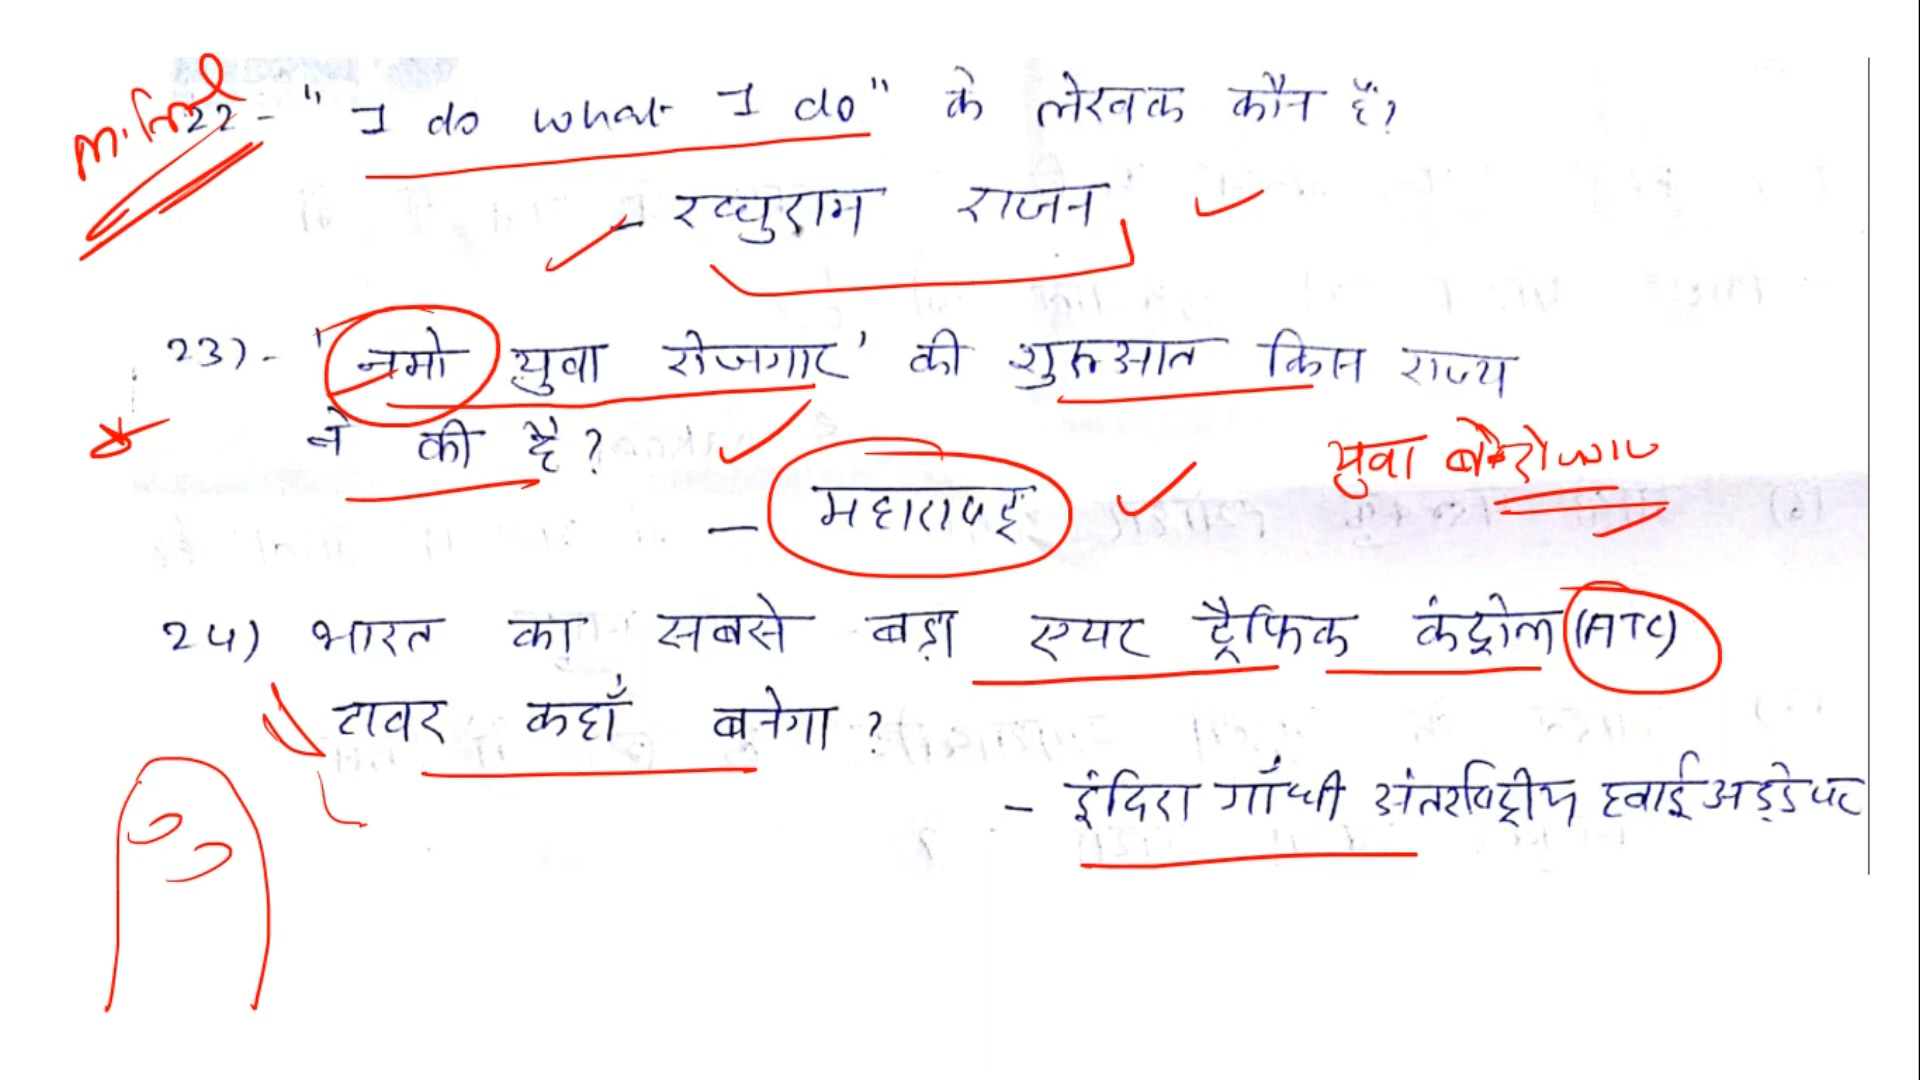 22- "I do what I do" के लेखक कौन हैं?
- रघुराम राजन
23)- 'नमो युवा रोजगार' की शुरुआत किस राज्य
ने की है?
युवा बेरोजगार
- महाराष्ट्र
24) भारत का सबसे बड़ा एयर ट्रैफिक कंट्रोल (ATC)
टावर कहाँ बनेगा?
- इंदिरा गाँधी अंतर्राष्ट्रीय हवाई अड्डे पर